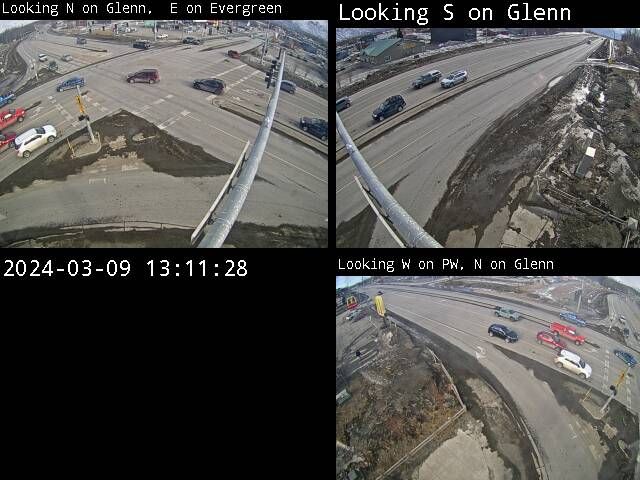 Looking N on Glenn,  E on Evergreen
Looking S on Glenn
2024-03-09 13:11:28
Looking W on PW, N on Glenn